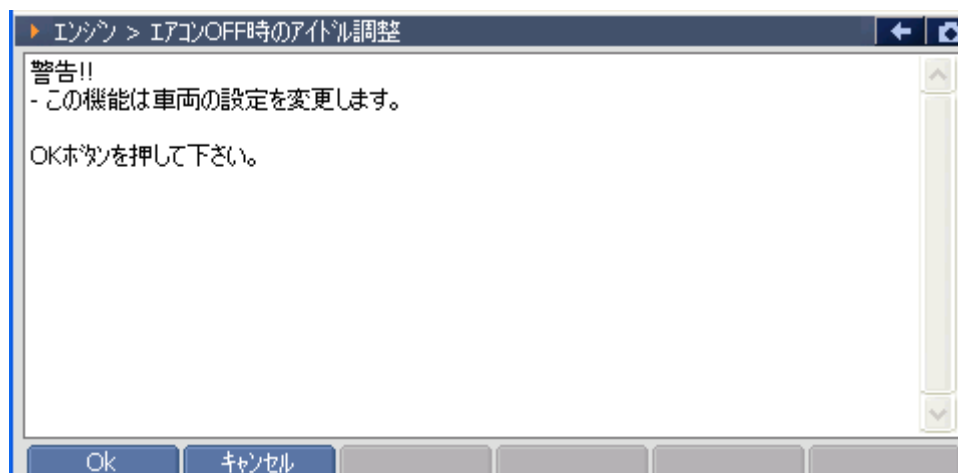 エンジン > エアコンOFF時のアイドル調整
警告!!
- この機能は車両の設定を変更します。
OKボタンを押して下さい。
Ok キャンセル